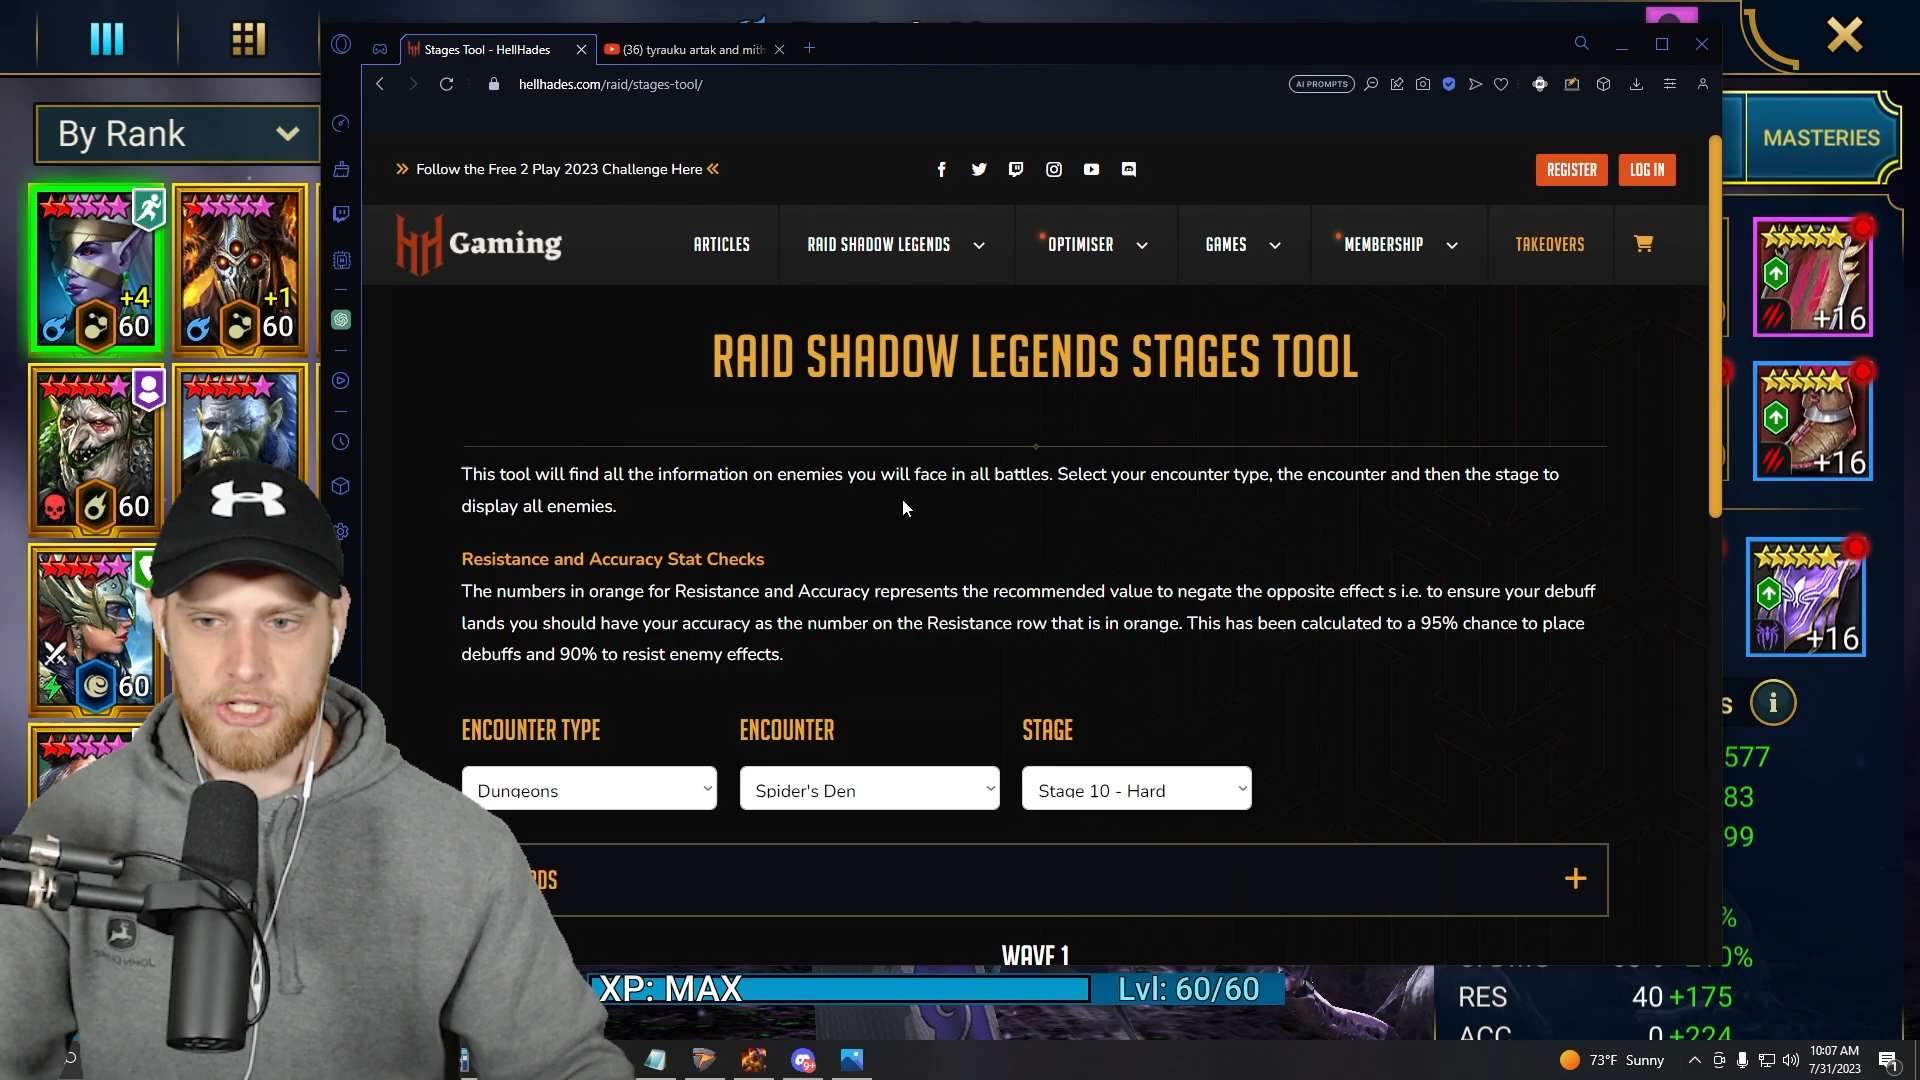 By Rank
+4
60
+1
60
60
60
Stages Tool - HellHades
(36) tyrauku artak and mith
hellhades.com/raid/stages-tool/
AI PROMPTS
Follow the Free 2 Play 2023 Challenge Here
REGISTER
LOG IN
Gaming
ARTICLES
RAID SHADOW LEGENDS
OPTIMISER
GAMES
MEMBERSHIP
TAKEOVERS
RAID SHADOW LEGENDS STAGES TOOL
This tool will find all the information on enemies you will face in all battles. Select your encounter type, the encounter and then the stage to
display all enemies.
Resistance and Accuracy Stat Checks
The numbers in orange for Resistance and Accuracy represents the recommended value to negate the opposite effect s i.e. to ensure your debuff
lands you should have your accuracy as the number on the Resistance row that is in orange. This has been calculated to a 95% chance to place
debuffs and 90% to resist enemy effects.
ENCOUNTER TYPE
ENCOUNTER
STAGE
Dungeons
Spider's Den
Stage 10 - Hard
WAVE 1
MASTERIES
+16
+16
+16
577
83
99
%
0%
RES 40 +175
ACC 0 +224
XP: MAX
Lvl: 60/60
JOHN DEERE
9+
73°F Sunny
10:07 AM
7/31/2023
1